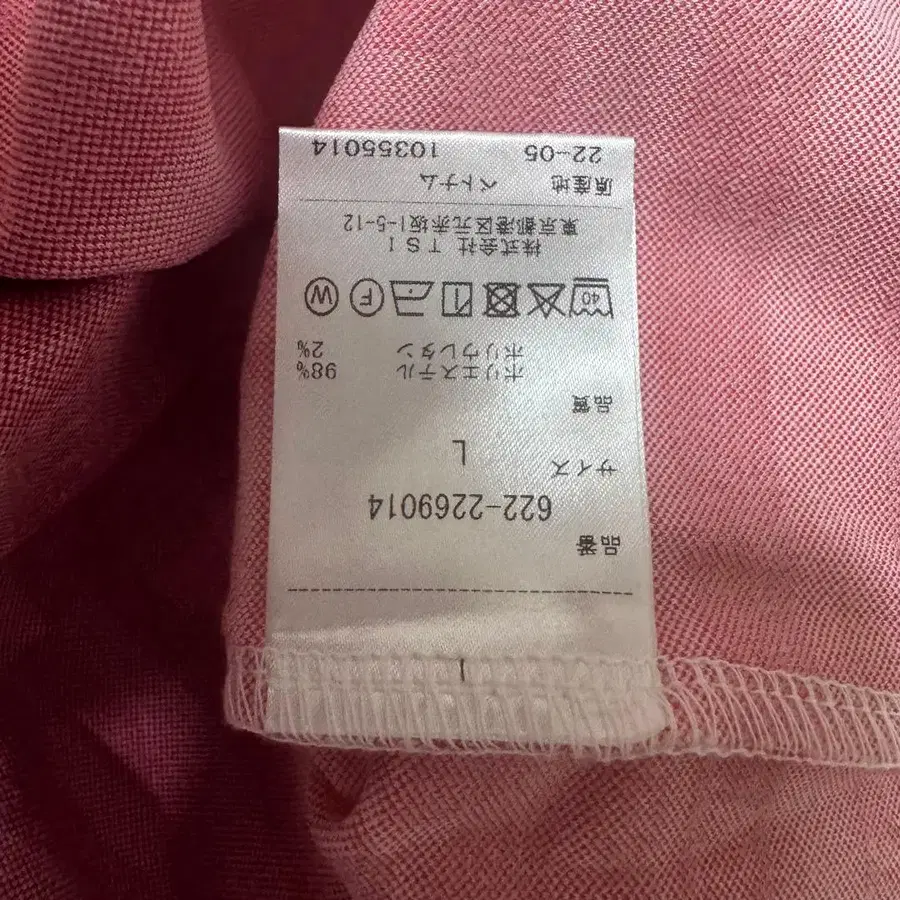 品番
622-2269014
サイズ
L
品質
ポリエステル 98%
ポリウレタン 2%
40 F W
株式会社 TSI
東京都港区元赤坂1-5-12
原産地 ベトナム
22-05 10355014